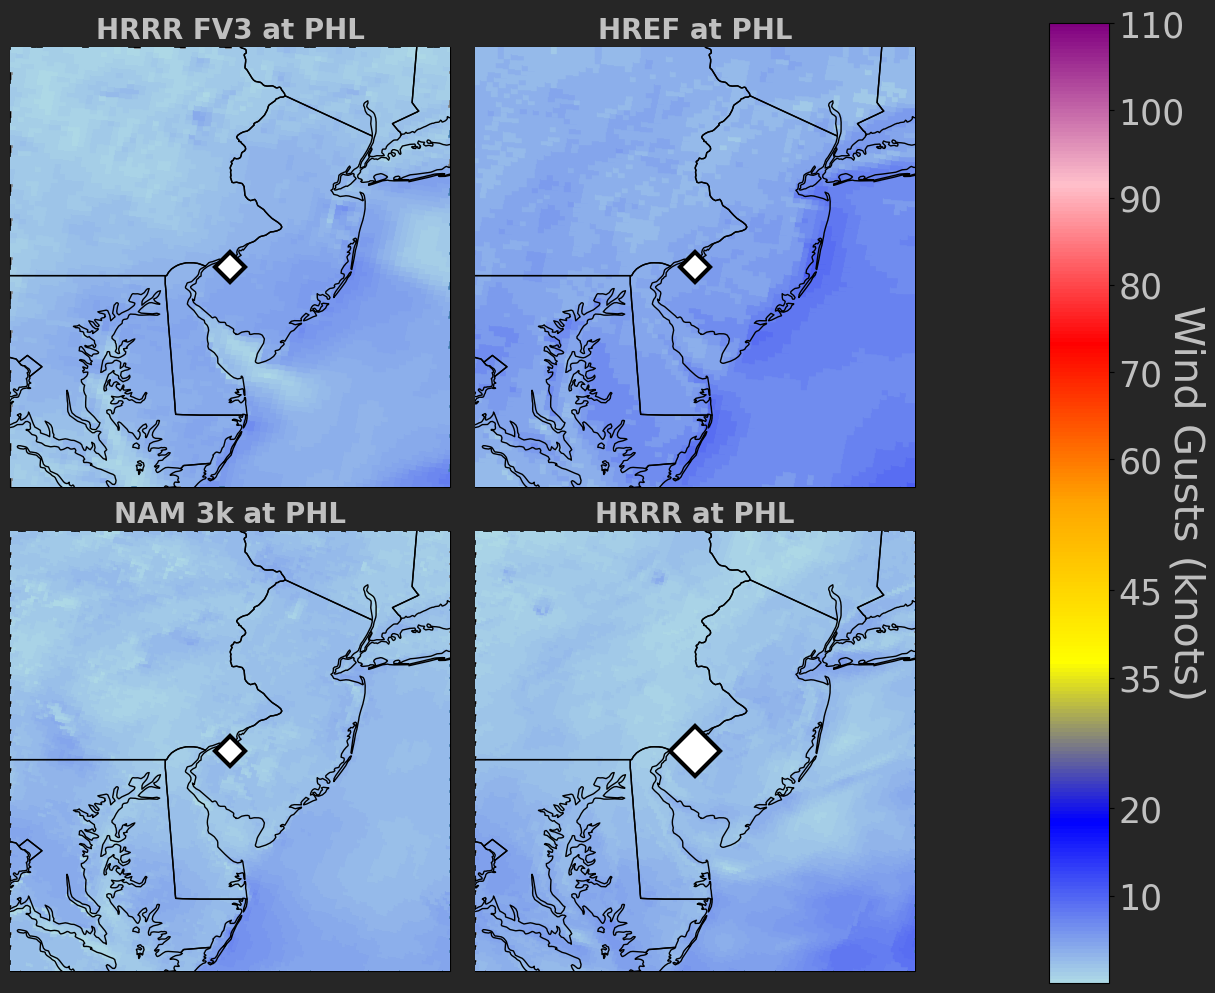 HRRR FV3 at PHL
HREF at PHL
NAM 3k at PHL
HRRR at PHL
110
100
90
80
70
60
45
35
20
10
Wind Gusts (knots)